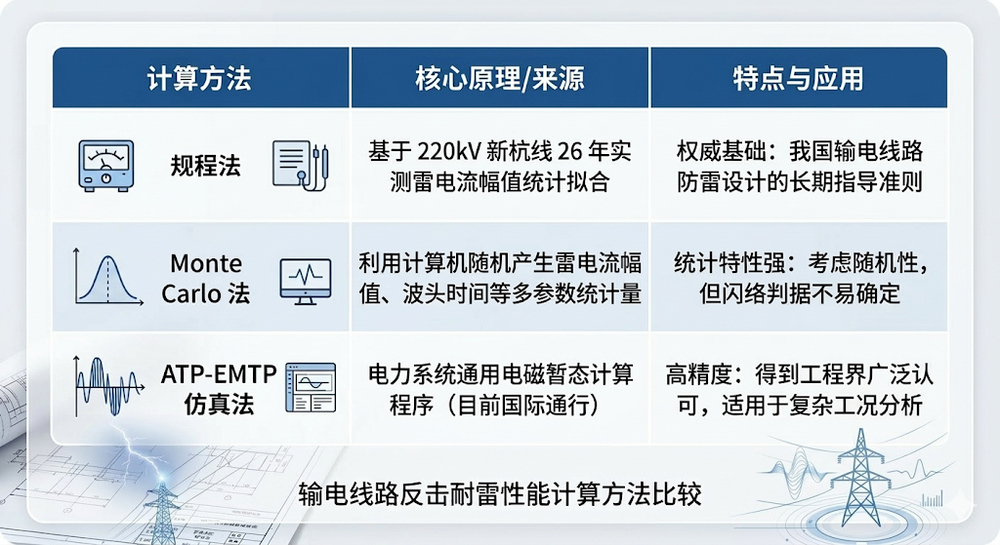 计算方法
核心原理/来源
特点与应用
规程法
基于 220kV 新杭线 26 年实
测雷电流幅值统计拟合
权威基础：我国输电线路
防雷设计的长期指导准则
Monte
Carlo 法
利用计算机随机产生雷电流幅
值、波头时间等多参数统计量
统计特性强：考虑随机性，
但闪络判据不易确定
ATP-EMTP
仿真法
电力系统通用电磁暂态计算
程序（目前国际通行）
高精度：得到工程界广泛认
可，适用于复杂工况分析
输电线路反击耐雷性能计算方法比较